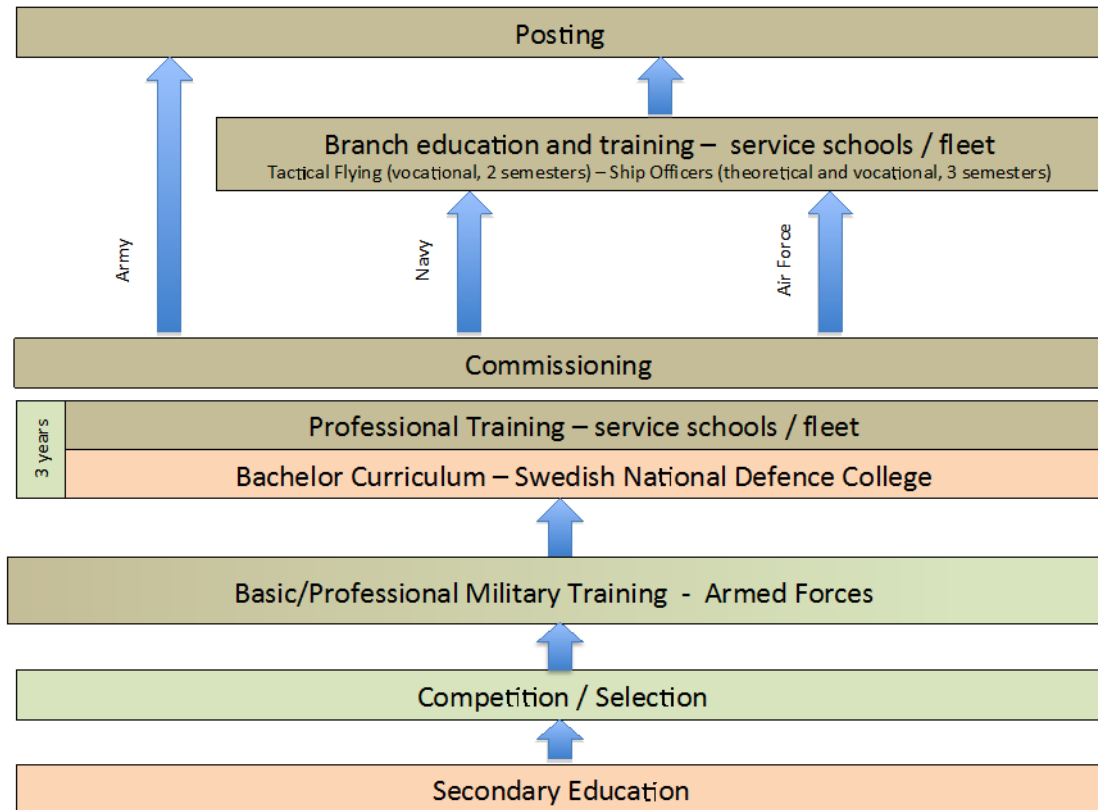 Posting
Branch education and training – service schools / fleet
Tactical Flying (vocational, 2 semesters) – Ship Officers (theoretical and vocational, 3 semesters)
Army
Navy
Air Force
Commissioning
3 years
Professional Training – service schools / fleet
Bachelor Curriculum – Swedish National Defence College
Basic/Professional Military Training - Armed Forces
Competition / Selection
Secondary Education